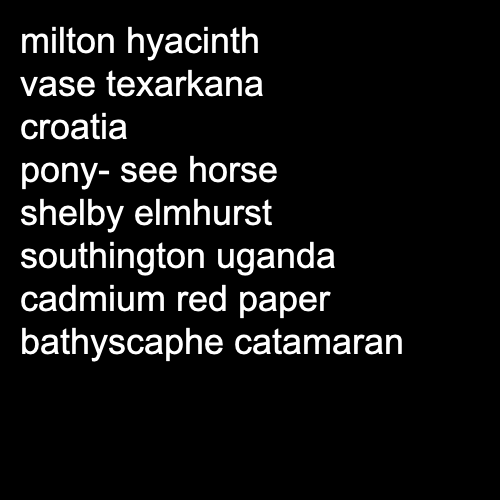 milton hyacinth
vase texarkana
croatia
pony- see horse
shelby elmhurst
southington uganda
cadmium red paper
bathyscaphe catamaran